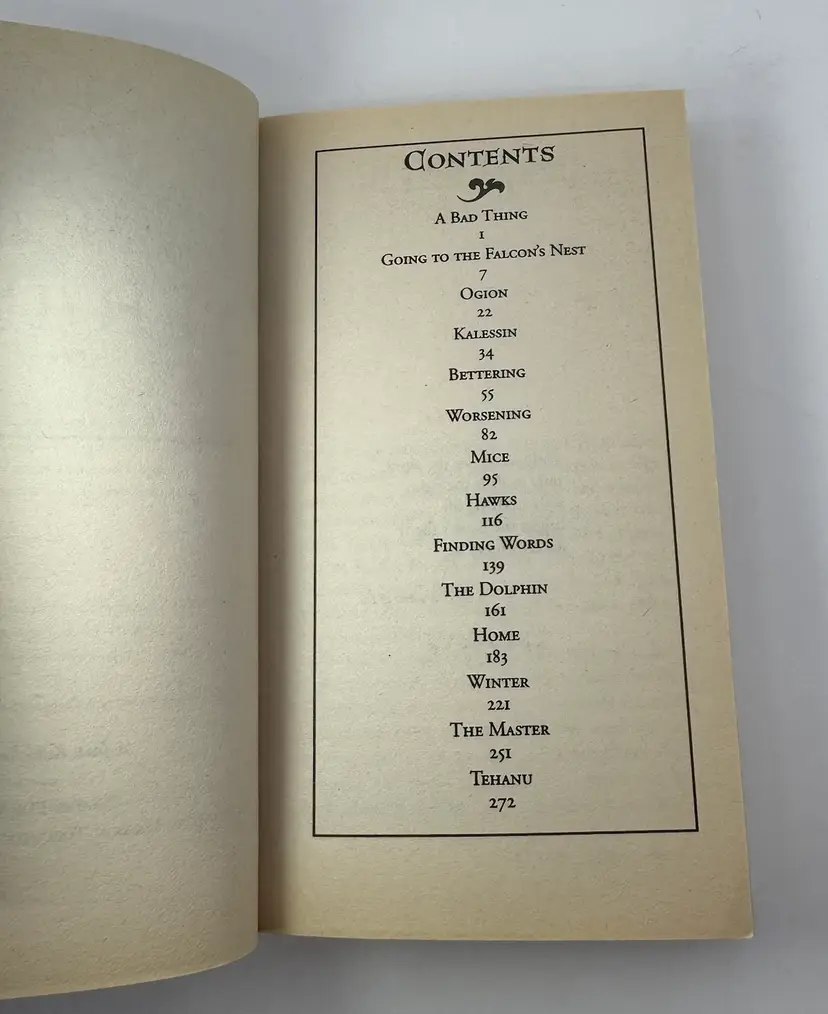 Contents
A Bad Thing
1
Going to the Falcon's Nest
7
Ogion
22
Kalessin
34
Bettering
55
Worsening
82
Mice
95
Hawks
116
Finding Words
139
The Dolphin
161
Home
183
Winter
221
The Master
251
Tehanu
272